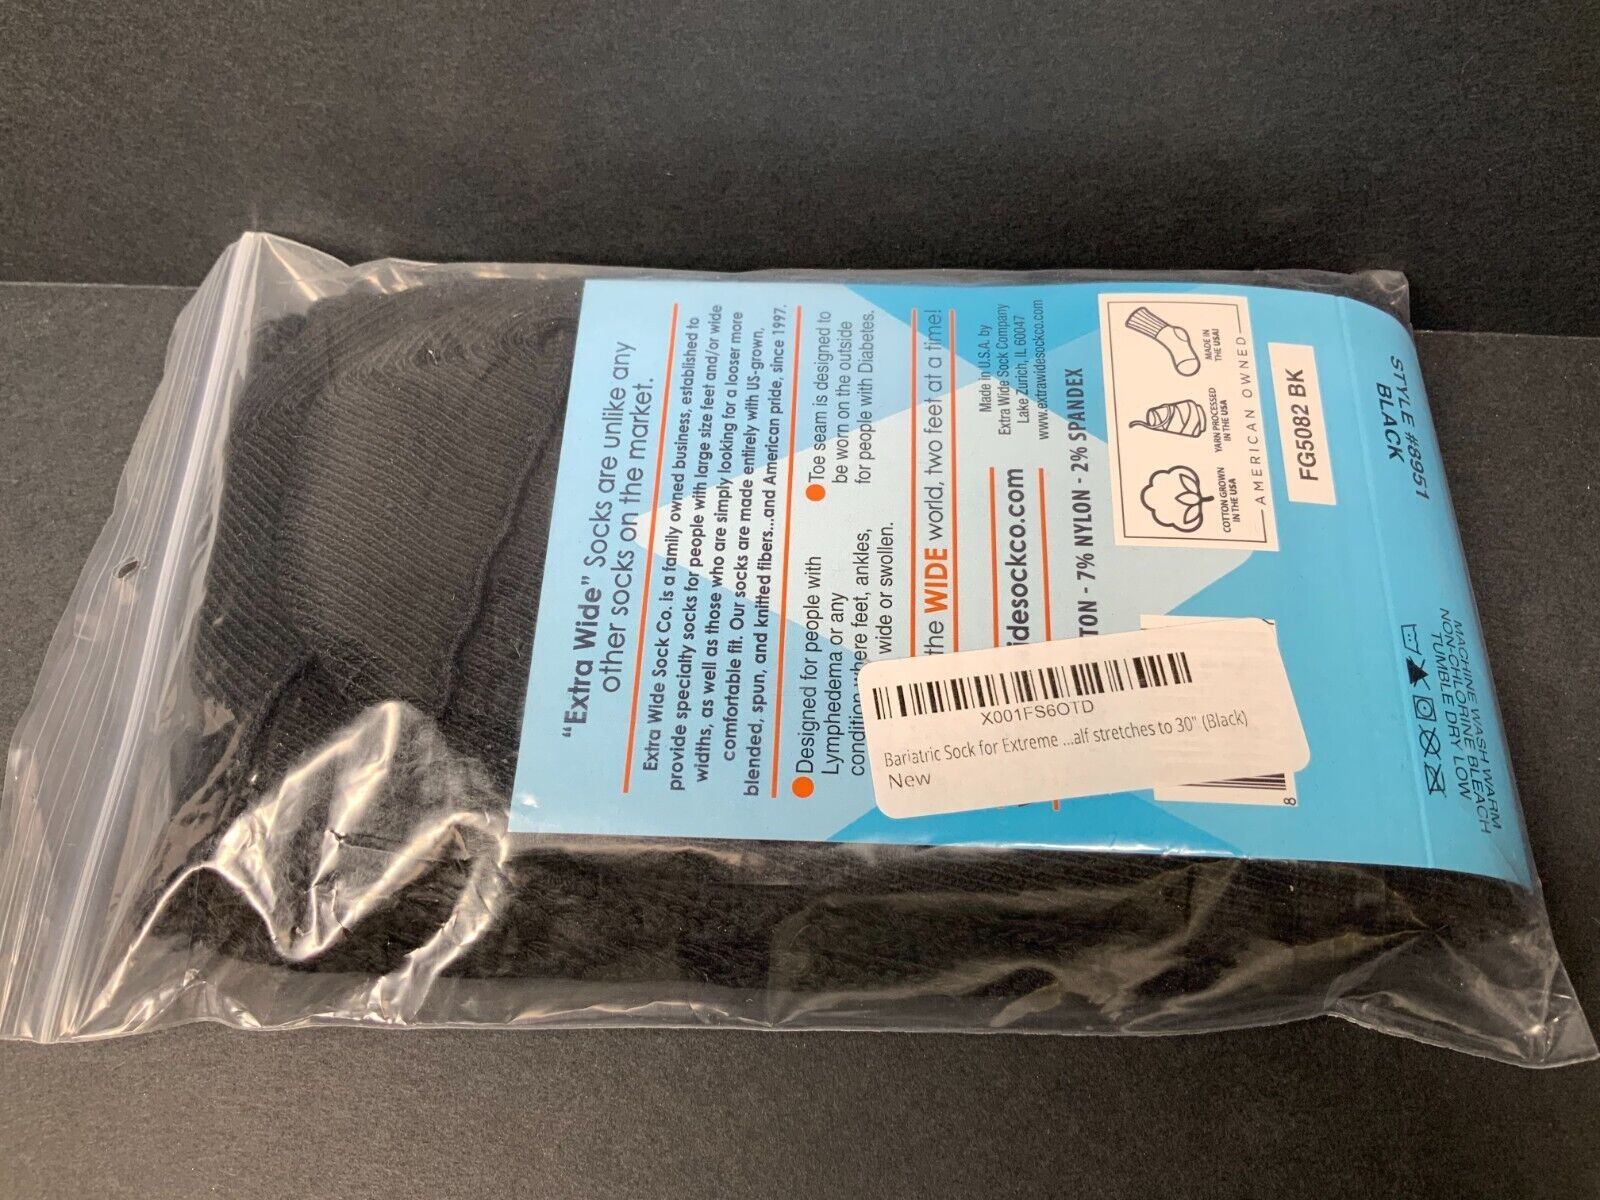 “Extra Wide” Socks are unlike any
other socks on the market.
Extra Wide Sock Co. is a family owned business, established to
provide specialty socks for people with large size feet and/or wide
widths, as well as those who are simply looking for a looser more
comfortable fit. Our socks are made entirely with US-grown,
blended, spun, and knitted fibers...and American pride, since 1997.
Designed for people with
Lymphedema or any
condition where feet, ankles,
wide or swollen.
Toe seam is designed to
be worn on the outside
for people with Diabetes.
the WIDE world, two feet at a time!
idesockco.com
Made in U.S.A. by
Extra Wide Sock Company
Lake Zurich, IL 60047
www.extrawidesockco.com
TON - 7% NYLON - 2% SPANDEX
COTTON GROWN
IN THE USA
YARN PROCESSED
IN THE USA
MADE IN
THE USA!
AMERICAN OWNED
FG5082 BK
STYLE #8951
BLACK
MACHINE WASH WARM
NON-CHLORINE BLEACH
TUMBLE DRY LOW
X001FS6OTD
Bariatric Sock for Extreme ...alf stretches to 30" (Black)
New
8